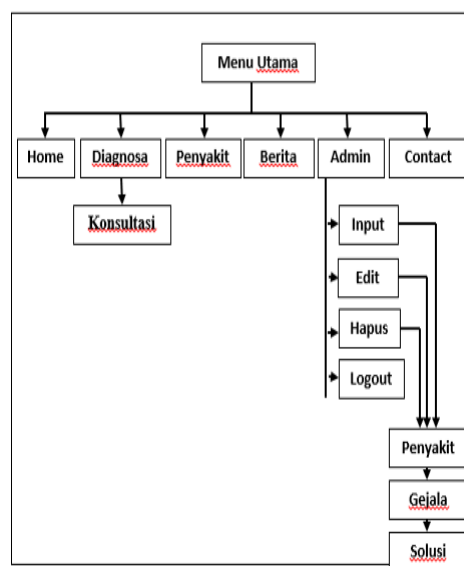 Menu Utama
Home
Diagnosa
Penyakit
Berita
Admin
Contact
Konsultasi
Input
Edit
Hapus
Logout
Penyakit
Gejala
Solusi